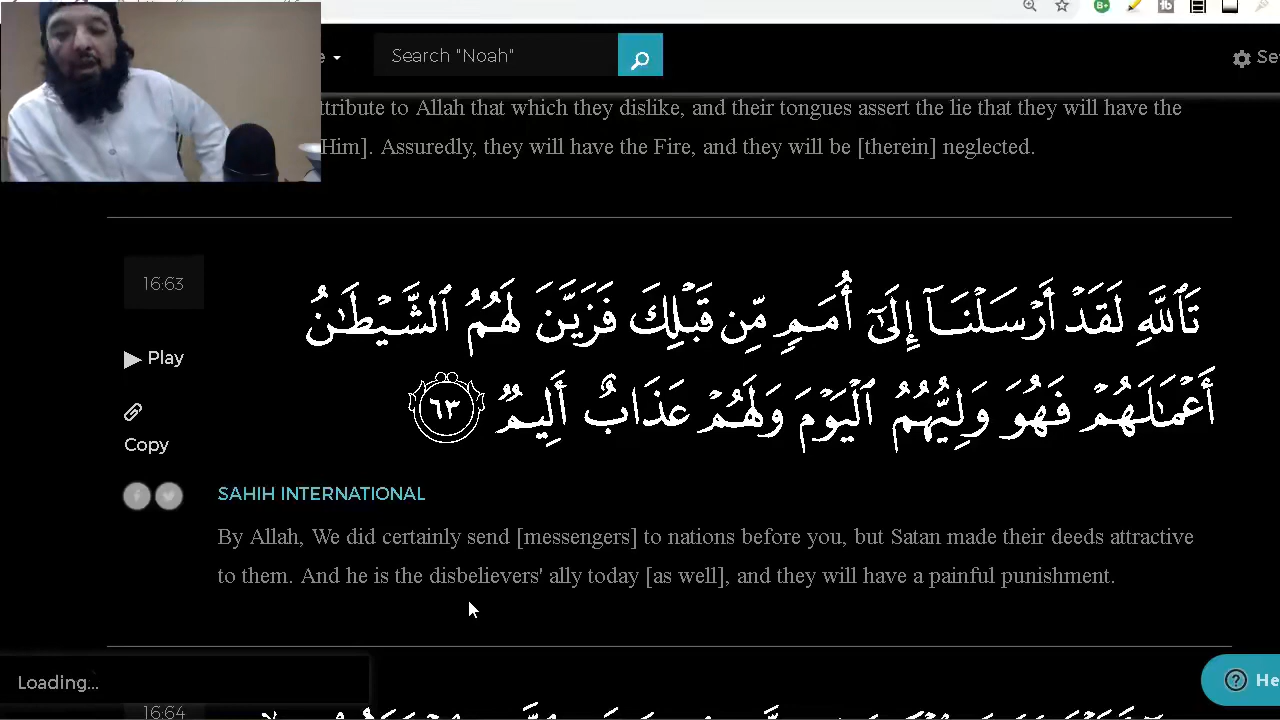 Search "Noah"
ttribute to Allah that which they dislike, and their tongues assert the lie that they will have the
Him]. Assuredly, they will have the Fire, and they will be [therein] neglected.
16:63
تَٱللَّهِ لَقَدْ أَرْسَلْنَآ إِلَىٰٓ أُمَمٍ مِّن قَبْلِكَ فَزَيَّنَ لَهُمُ ٱلشَّيْطَـٰنُ
أَعْمَـٰلَهُمْ فَهُوَ وَلِيُّهُمُ ٱلْيَوْمَ وَلَهُمْ عَذَابٌ أَلِيمٌ ٦٣
Play
Copy
SAHIH INTERNATIONAL
By Allah, We did certainly send [messengers] to nations before you, but Satan made their deeds attractive
to them. And he is the disbelievers' ally today [as well], and they will have a painful punishment.
Loading...
16:64